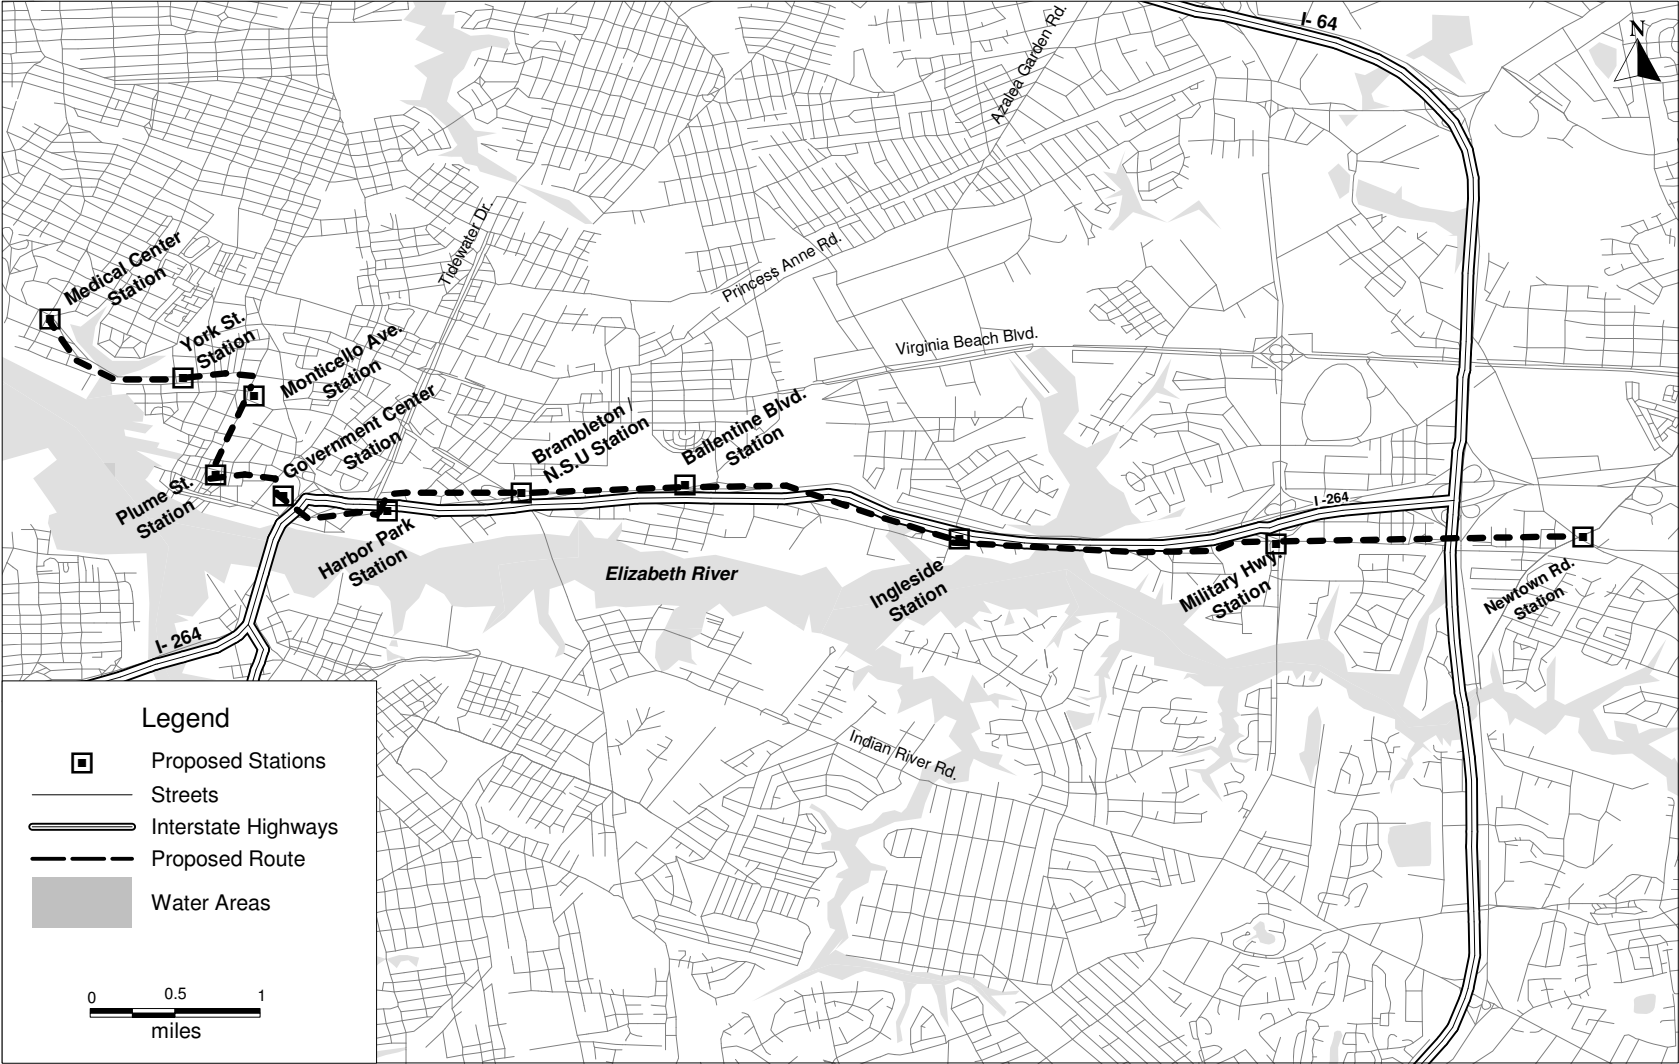 I- 64
N
Azalea Garden Rd.
Tidewater Dr.
Princess Anne Rd.
Medical Center
Station
York St.
Station
Monticello Ave.
Station
Virginia Beach Blvd.
Government Center
Station
Brambleton /
N.S.U Station
Ballentine Blvd.
Station
Plume St.
Station
I -264
Harbor Park
Station
Elizabeth River
Ingleside
Station
Military Hwy.
Station
Newtown Rd.
Station
I- 264
Indian River Rd.
Legend
Proposed Stations
Streets
Interstate Highways
Proposed Route
Water Areas
0 0.5 1
miles